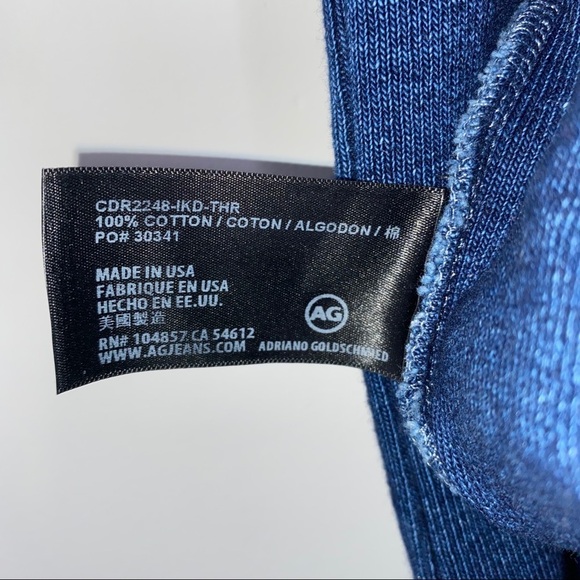 CDR2248-IKD-THR
100% COTTON / COTON / ALGODON / 棉
PO# 30341
MADE IN USA
FABRIQUE EN USA
HECHO EN EE.UU.
美國製造
RN# 104857 CA 54612
WWW.AGJEANS.COM
AG
ADRIANO GOLDSCHMIED